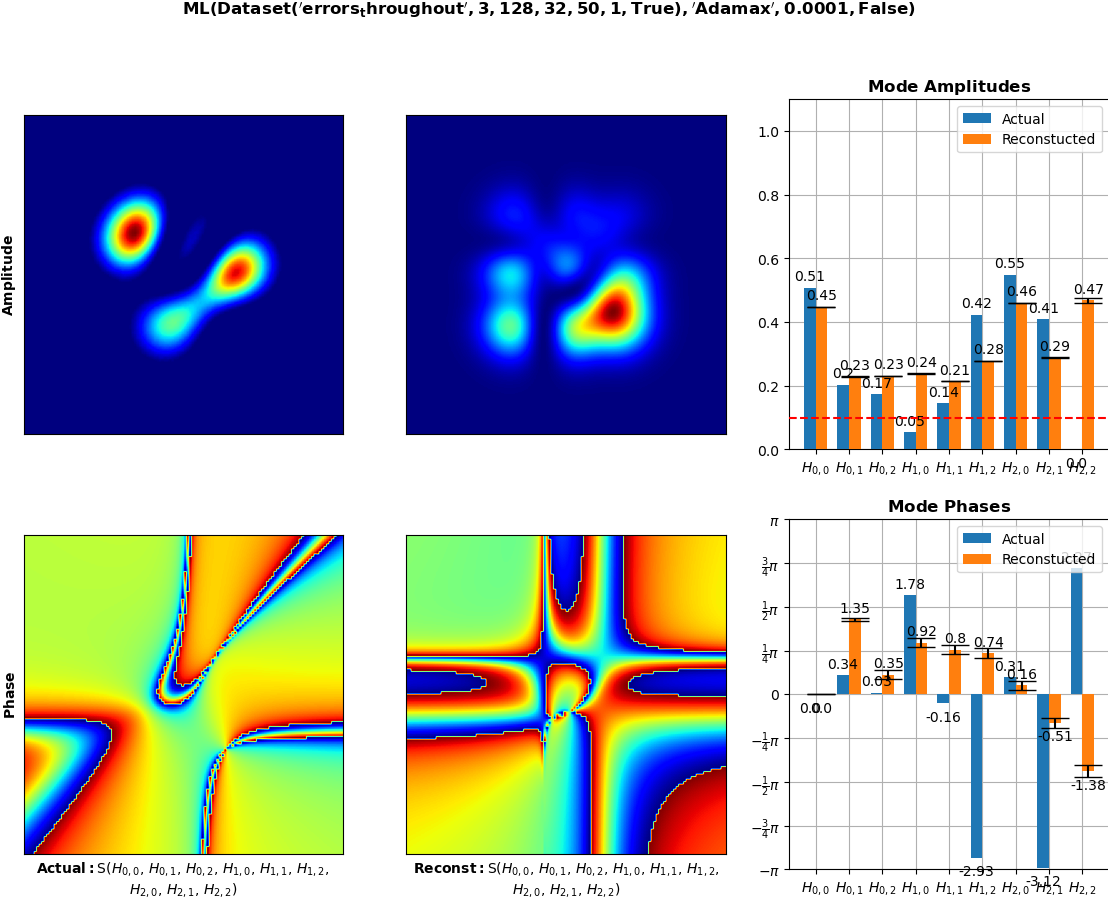 ML(Dataset('errors_throughout', 3, 128, 32, 50, 1, True), 'Adamax', 0.0001, False)
Amplitude
Mode Amplitudes
Actual
Reconstucted
1.0
0.8
0.6
0.4
0.2
0.0
0.51
0.45
0.2
0.23
0.17
0.23
0.05
0.24
0.14
0.21
0.42
0.28
0.55
0.46
0.41
0.29
0.0
0.47
H0,0 H0,1 H0,2 H1,0 H1,1 H1,2 H2,0 H2,1 H2,2
Phase
Mode Phases
Actual
Reconstucted
π
3/4π
1/2π
1/4π
0
−1/4π
−1/2π
−3/4π
−π
0.0
0.0
0.34
1.35
0.03
0.35
1.78
0.92
-0.16
0.8
-2.93
0.74
0.31
0.16
-3.12
-0.51
-1.38
H0,0 H0,1 H0,2 H1,0 H1,1 H1,2 H2,0 H2,1 H2,2
Actual: S(H0,0, H0,1, H0,2, H1,0, H1,1, H1,2,
H2,0, H2,1, H2,2)
Reconst: S(H0,0, H0,1, H0,2, H1,0, H1,1, H1,2,
H2,0, H2,1, H2,2)